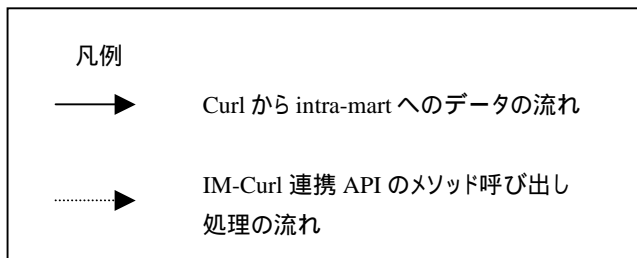 凡例
Curl から intra-mart へのデータの流れ
IM-Curl 連携 API のメソッド呼び出し
処理の流れ